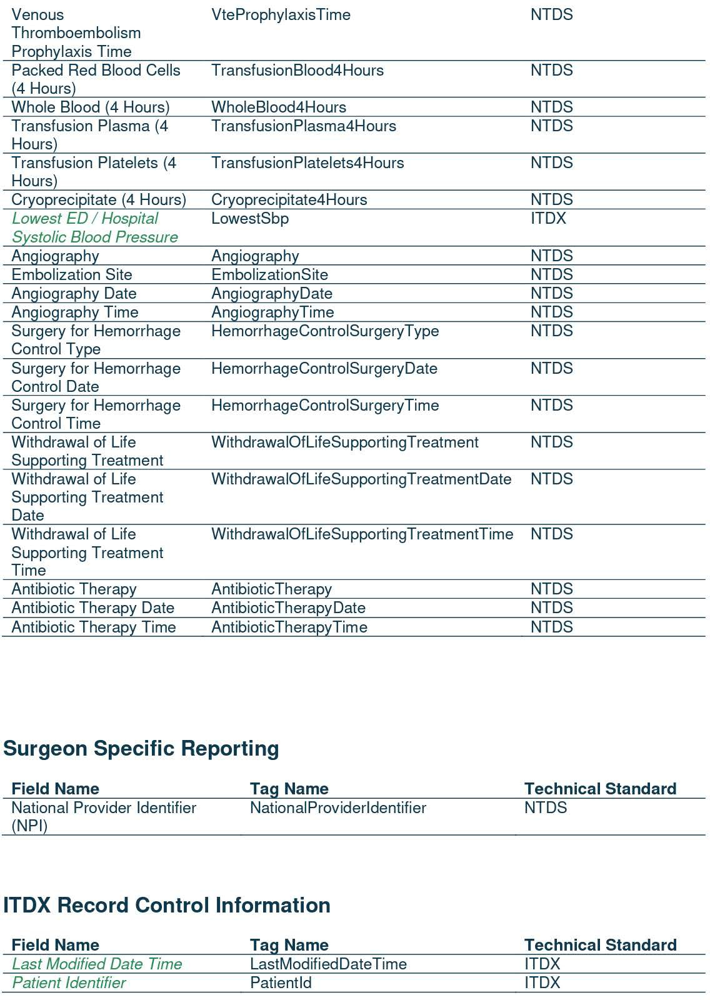 Venous VteProphylaxisTime NTDS
Thromboembolism
Prophylaxis Time
Packed Red Blood Cells TransfusionBlood4Hours NTDS
(4 Hours)
Whole Blood (4 Hours) WholeBlood4Hours NTDS
Transfusion Plasma (4 TransfusionPlasma4Hours NTDS
Hours)
Transfusion Platelets (4 TransfusionPlatelets4Hours NTDS
Hours)
Cryoprecipitate (4 Hours) Cryoprecipitate4Hours NTDS
Lowest ED / Hospital LowestSbp ITDX
Systolic Blood Pressure
Angiography Angiography NTDS
Embolization Site EmbolizationSite NTDS
Angiography Date AngiographyDate NTDS
Angiography Time AngiographyTime NTDS
Surgery for Hemorrhage HemorrhageControlSurgeryType NTDS
Control Type
Surgery for Hemorrhage HemorrhageControlSurgeryDate NTDS
Control Date
Surgery for Hemorrhage HemorrhageControlSurgeryTime NTDS
Control Time
Withdrawal of Life WithdrawalOfLifeSupportingTreatment NTDS
Supporting Treatment
Withdrawal of Life WithdrawalOfLifeSupportingTreatmentDate NTDS
Supporting Treatment
Date
Withdrawal of Life WithdrawalOfLifeSupportingTreatmentTime NTDS
Supporting Treatment
Time
Antibiotic Therapy AntibioticTherapy NTDS
Antibiotic Therapy Date AntibioticTherapyDate NTDS
Antibiotic Therapy Time AntibioticTherapyTime NTDS
Surgeon Specific Reporting
Field Name Tag Name Technical Standard
National Provider Identifier NationalProviderIdentifier NTDS
(NPI)
ITDX Record Control Information
Field Name Tag Name Technical Standard
Last Modified Date Time LastModifiedDateTime ITDX
Patient Identifier PatientId ITDX